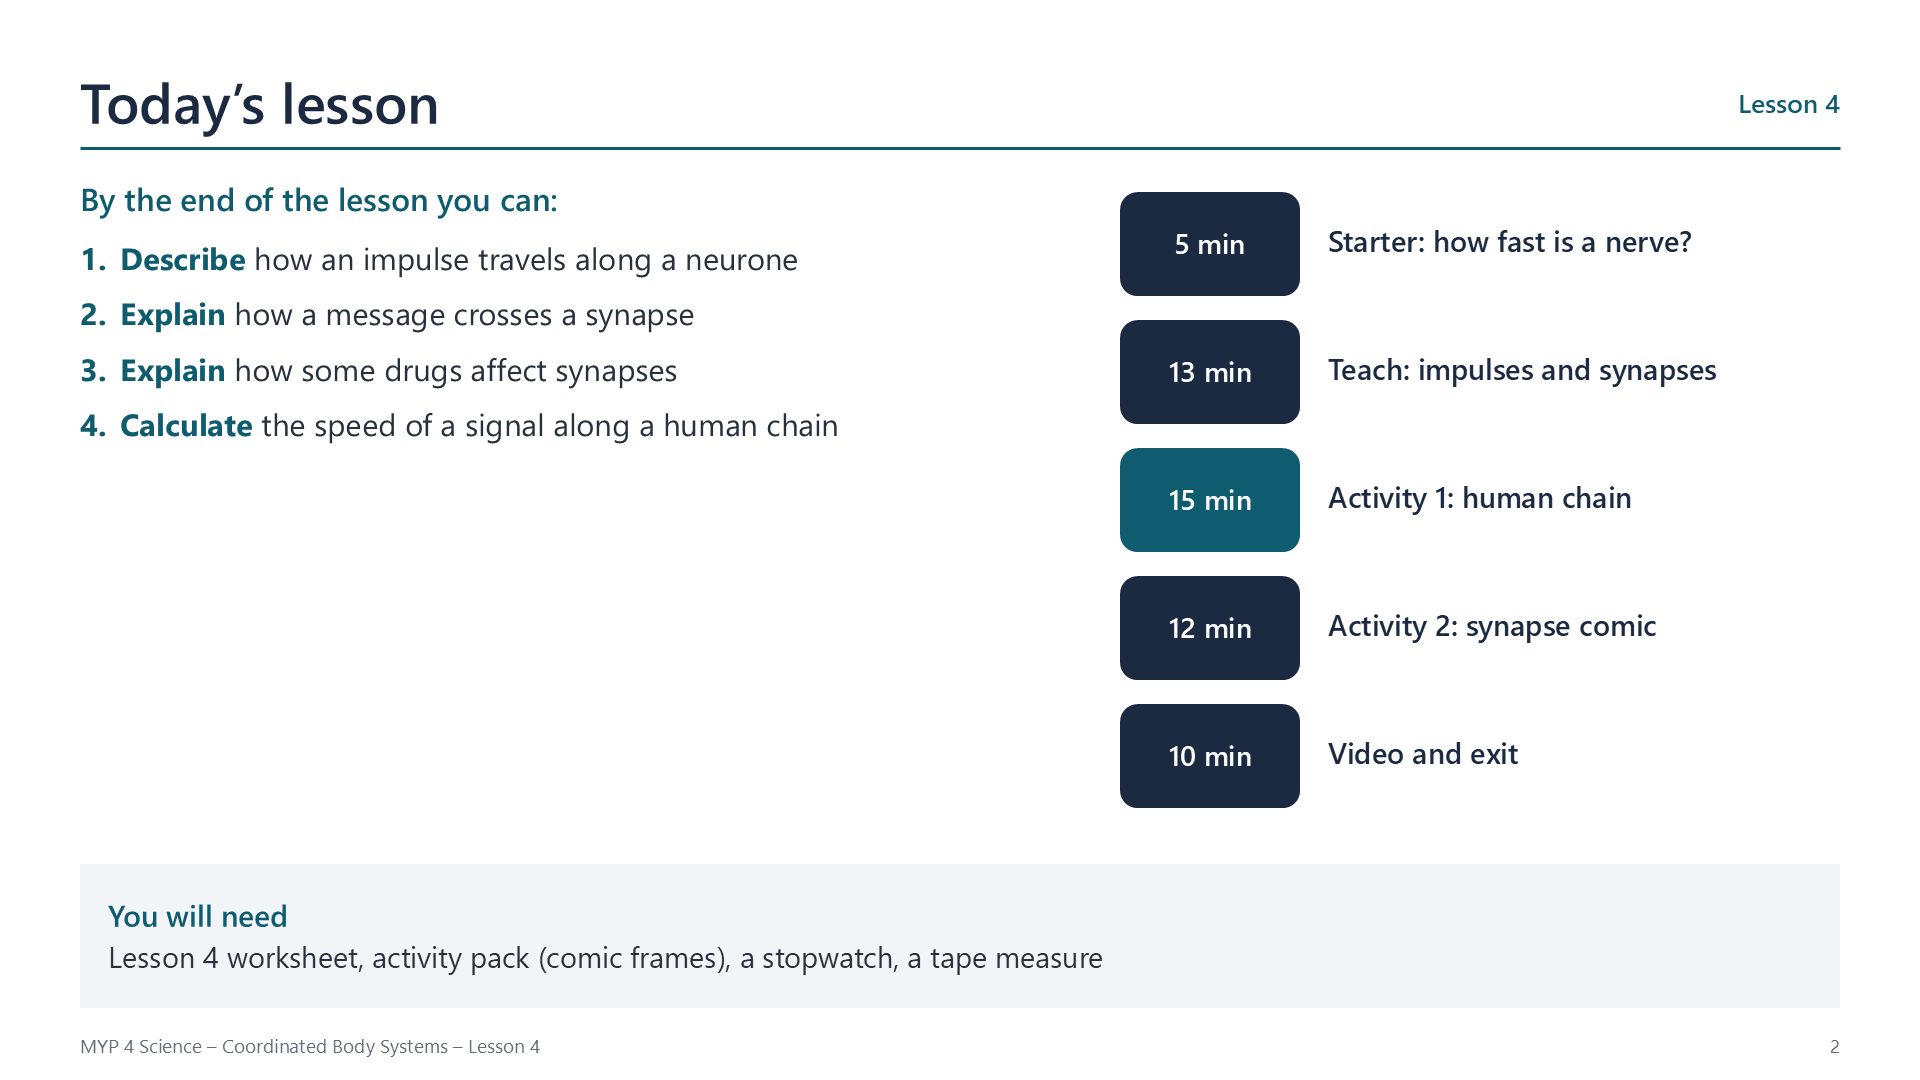 Today’s lesson
Lesson 4
By the end of the lesson you can:
1. Describe how an impulse travels along a neurone
2. Explain how a message crosses a synapse
3. Explain how some drugs affect synapses
4. Calculate the speed of a signal along a human chain
5 min
Starter: how fast is a nerve?
13 min
Teach: impulses and synapses
15 min
Activity 1: human chain
12 min
Activity 2: synapse comic
10 min
Video and exit
You will need
Lesson 4 worksheet, activity pack (comic frames), a stopwatch, a tape measure
MYP 4 Science – Coordinated Body Systems – Lesson 4
2